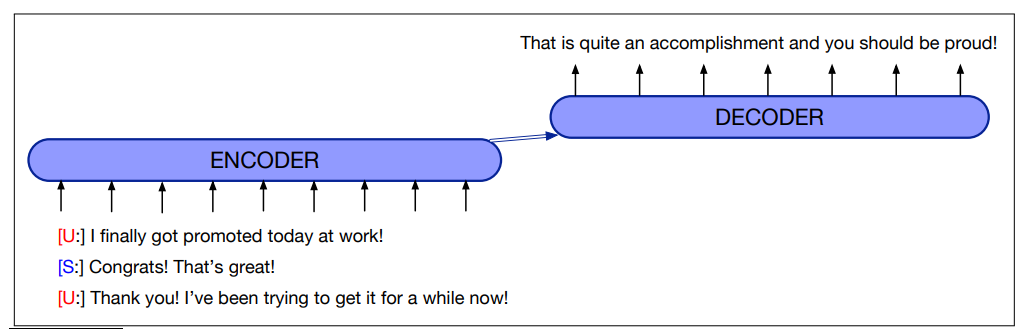 That is quite an accomplishment and you should be proud!
DECODER
ENCODER
[U:] I finally got promoted today at work!
[S:] Congrats! That's great!
[U:] Thank you! I've been trying to get it for a while now!